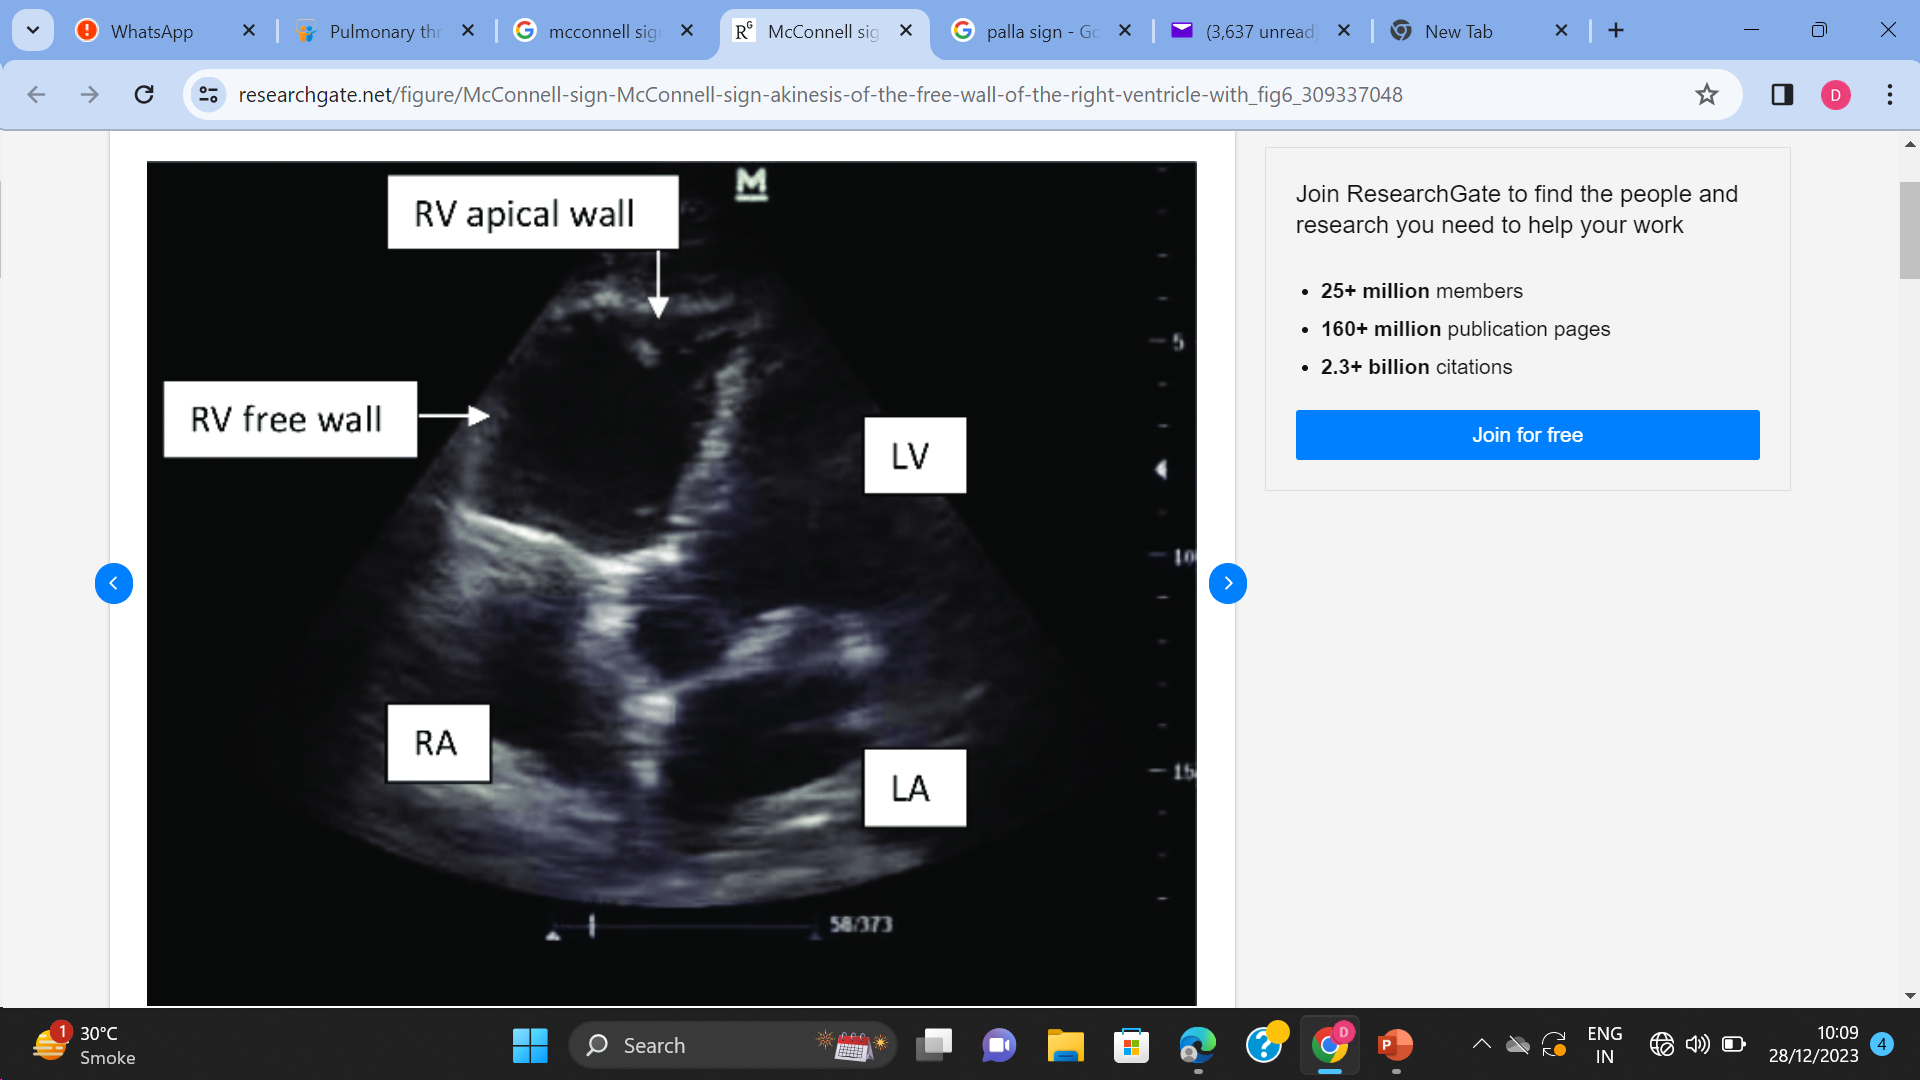 WhatsApp
Pulmonary thr
mcconnell sig
McConnell sig
palla sign - Go
(3,637 unread)
New Tab
researchgate.net/figure/McConnell-sign-McConnell-sign-akinesis-of-the-free-wall-of-the-right-ventricle-with_fig6_309337048
D
M
RV apical wall
RV free wall
LV
RA
LA
5
10
15
58/373
Join ResearchGate to find the people and
research you need to help your work
25+ million members
160+ million publication pages
2.3+ billion citations
Join for free
1
30°C
Smoke
Search
D
P
ENG
IN
10:09
28/12/2023
4